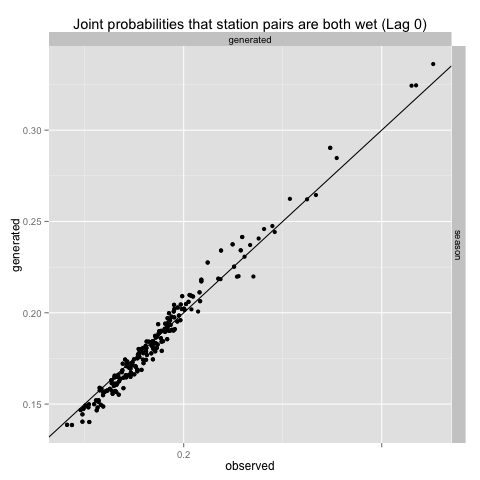 Joint probabilities that station pairs are both wet (Lag 0)
generated
0.30
0.25
0.20
0.15
generated
season
0.2
observed